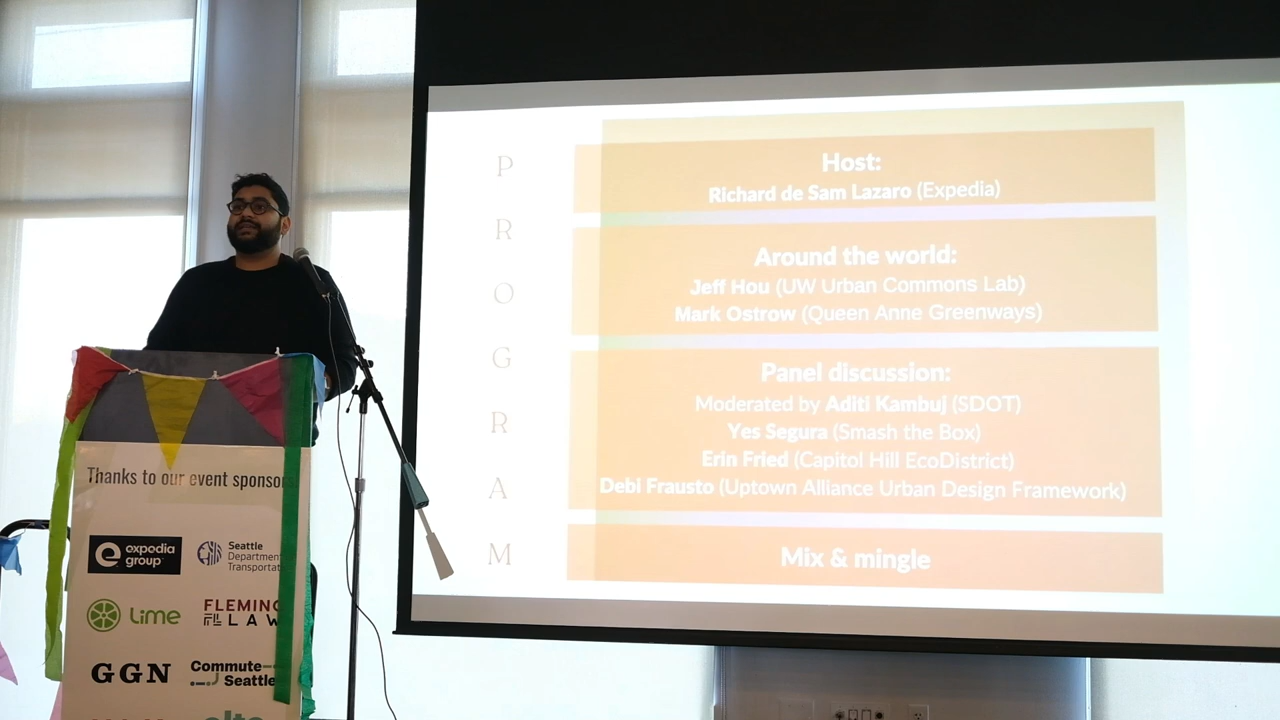 P
R
O
G
R
A
M
Host:
Richard de Sam Lazaro (Expedia)
Around the world:
Jeff Hou (UW Urban Commons Lab)
Mark Ostrow (Queen Anne Greenways)
Panel discussion:
Moderated by Aditi Kambuj (SDOT)
Yes Segura (Smash the Box)
Erin Fried (Capitol Hill EcoDistrict)
Debi Frausto (Uptown Alliance Urban Design Framework)
Mix & mingle
Thanks to our event sponsors
expedia group
Seattle
Department
Transportat
Lime
FLEMING
LAW
GGN
Commute
Seattle
alta